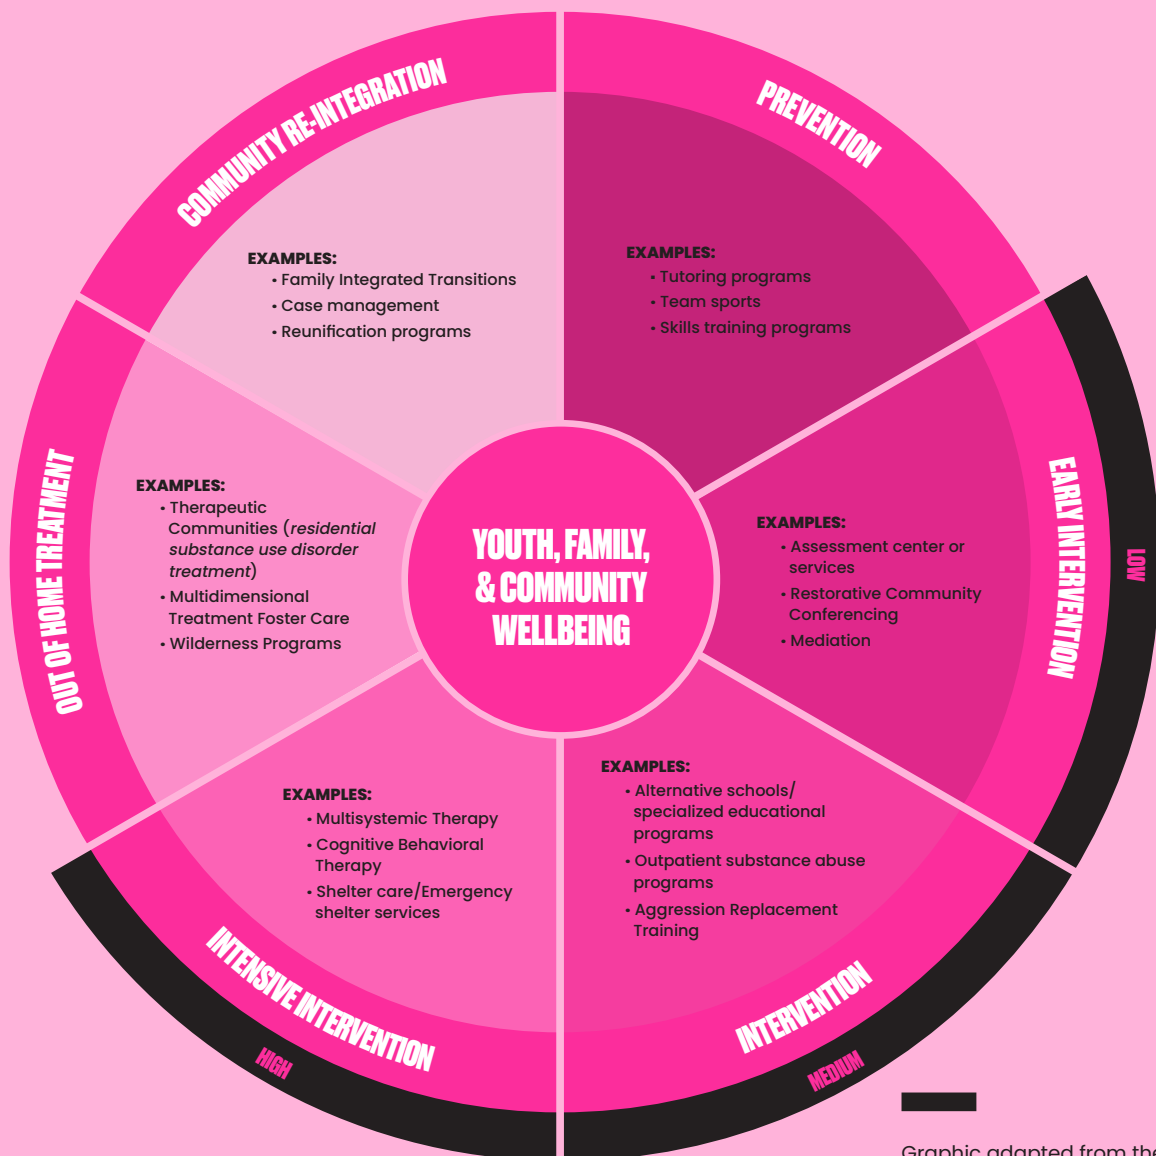 COMMUNITY RE-INTEGRATION
EXAMPLES:
• Family Integrated Transitions
• Case management
• Reunification programs
PREVENTION
EXAMPLES:
• Tutoring programs
• Team sports
• Skills training programs
OUT OF HOME TREATMENT
EXAMPLES:
• Therapeutic
Communities (residential
substance use disorder
treatment)
• Multidimensional
Treatment Foster Care
• Wilderness Programs
YOUTH, FAMILY,
& COMMUNITY
WELLBEING
EARLY INTERVENTION
LOW
EXAMPLES:
• Assessment center or
services
• Restorative Community
Conferencing
• Mediation
INTENSIVE INTERVENTION
HIGH
EXAMPLES:
• Multisystemic Therapy
• Cognitive Behavioral
Therapy
• Shelter care/Emergency
shelter services
INTERVENTION
MEDIUM
EXAMPLES:
• Alternative schools/
specialized educational
programs
• Outpatient substance abuse
programs
• Aggression Replacement
Training
Graphic adapted from the